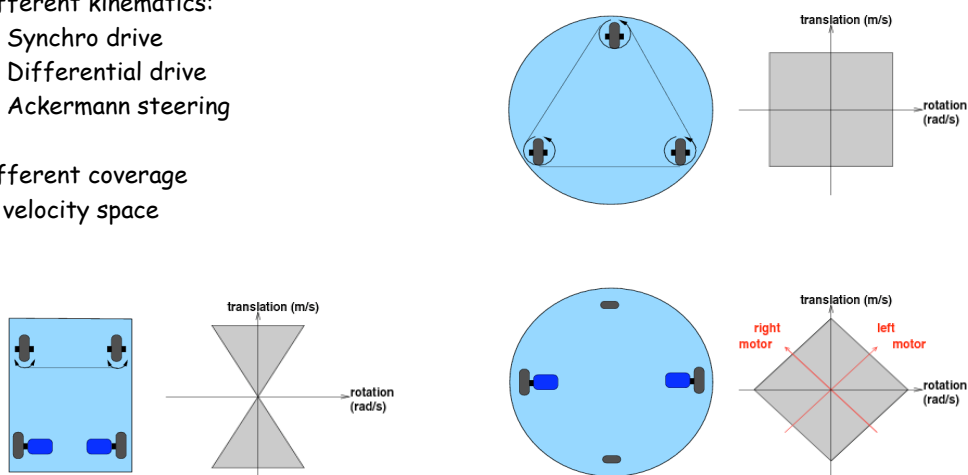 fferent kinematics:
Synchro drive
Differential drive
Ackermann steering
fferent coverage
velocity space
translation (m/s)
rotation
(rad/s)
translation (m/s)
rotation
(rad/s)
translation (m/s)
right
motor
left
motor
rotation
(rad/s)